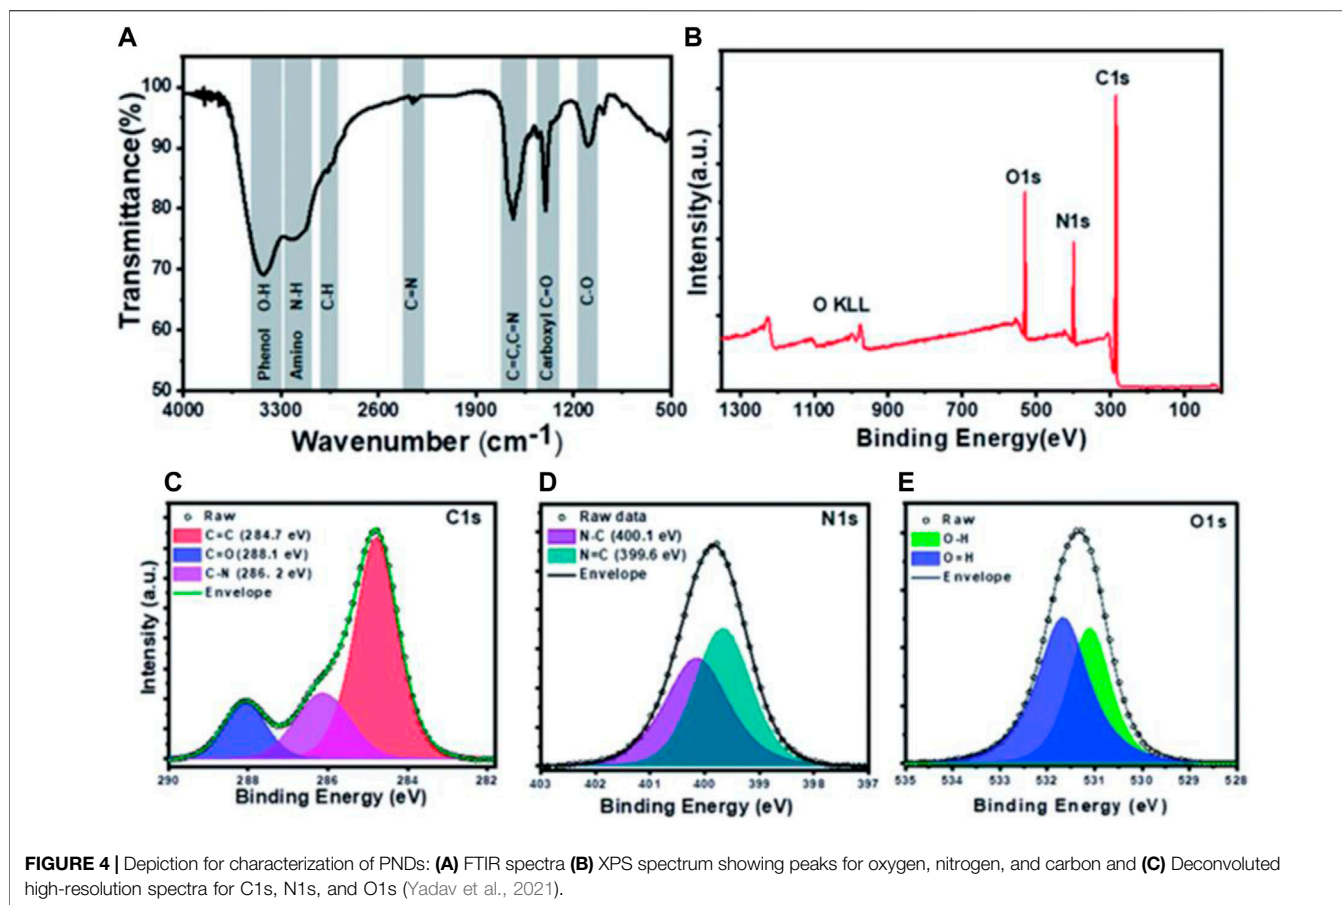 A
Transmittance(%)
100
90
80
70
60
50
Phenol O-H
Amino N-H
C-H
C=N
C=C,C=N
Carboxyl C=O
C-O
4000 3300 2600 1900 1200 500
Wavenumber (cm-1)
B
Intensity(a.u.)
C1s
O1s
N1s
O KLL
1300 1100 900 700 500 300 100
Binding Energy(eV)
C
C1s
Raw
C=C (284.7 eV)
C=O (288.1 eV)
C-N (286. 2 eV)
Envelope
Intensity (a.u.)
290 288 286 284 282
Binding Energy (eV)
D
N1s
Raw data
N-C (400.1 eV)
N=C (399.6 eV)
Envelope
403 402 401 400 399 398 397
Binding Energy (eV)
E
O1s
Raw
O-H
O=H
Envelope
535 534 533 532 531 530 529 528
Binding Energy (eV)
FIGURE 4 | Depiction for characterization of PNDs: (A) FTIR spectra (B) XPS spectrum showing peaks for oxygen, nitrogen, and carbon and (C) Deconvoluted
high-resolution spectra for C1s, N1s, and O1s (Yadav et al., 2021).